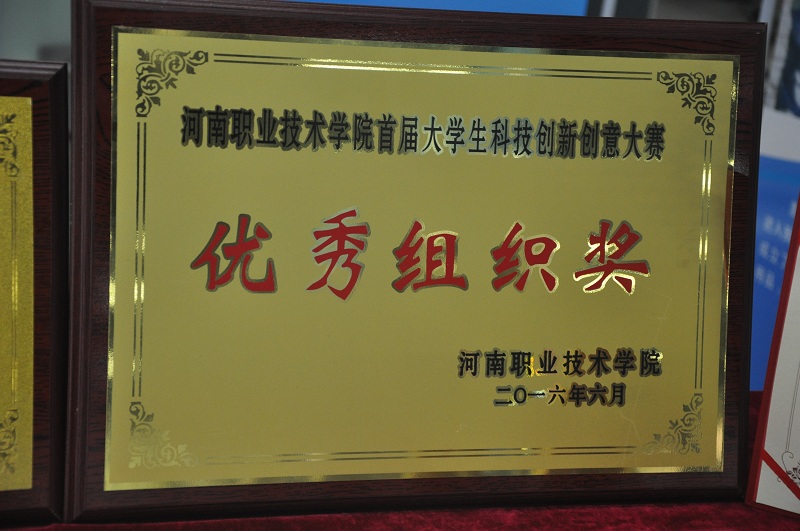 河南职业技术学院首届大学生科技创新创意大赛
优秀组织奖
河南职业技术学院
二〇一六年六月